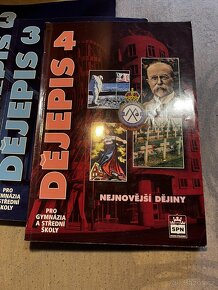 DĚJEPIS 3
PRO
GYMNÁZIA
A STŘEDNÍ
ŠKOLY
DĚJEPIS 4
PRO
GYMNÁZIA
A STŘEDNÍ
ŠKOLY
NEJNOVĚJŠÍ DĚJINY
SPN